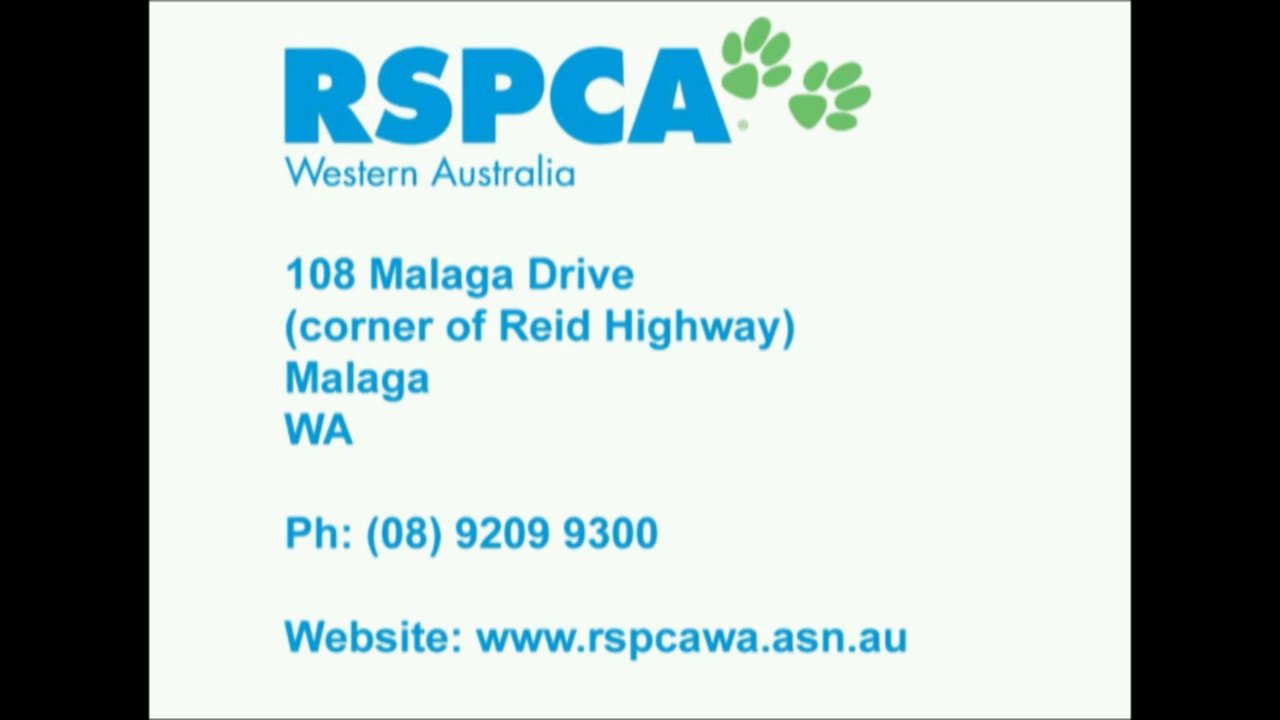 RSPCA
Western Australia
108 Malaga Drive
(corner of Reid Highway)
Malaga
WA
Ph: (08) 9209 9300
Website: www.rspcawa.asn.au